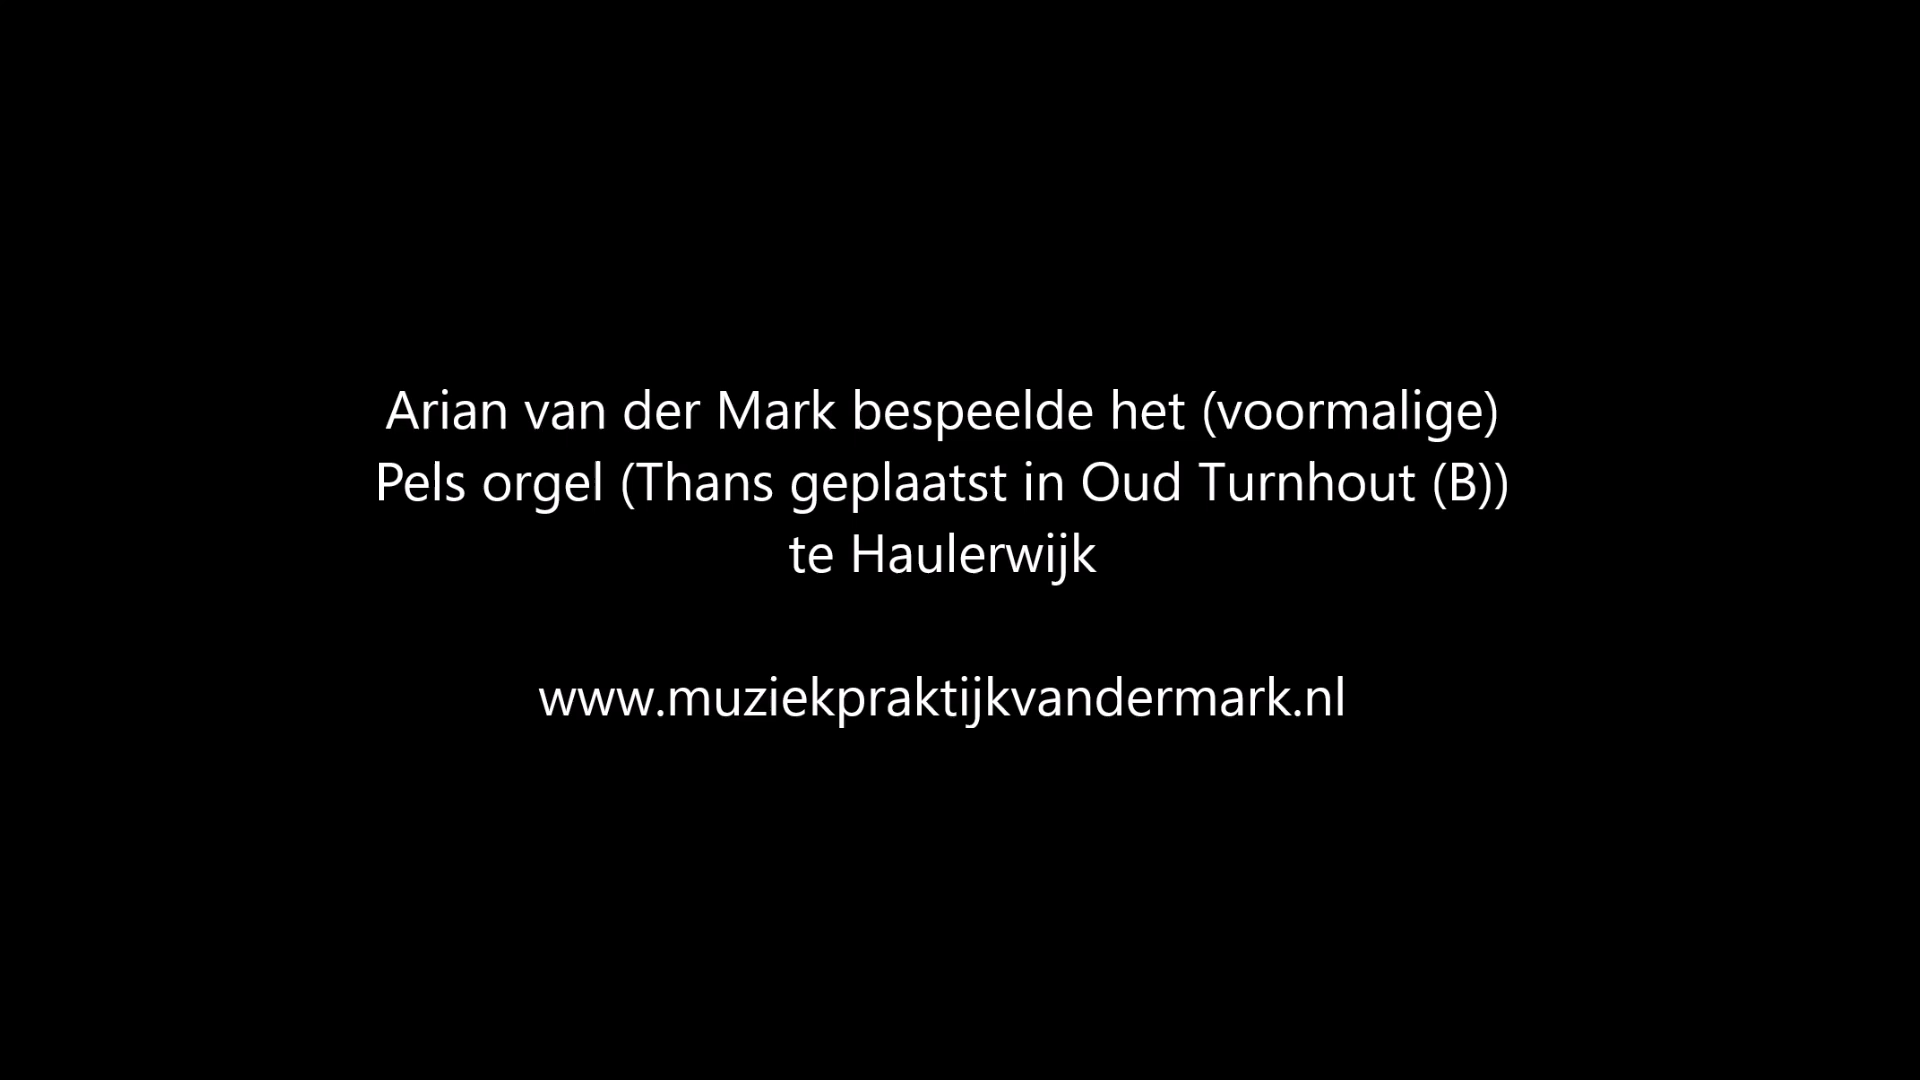 Arian van der Mark bespeelde het (voormalige)
Pels orgel (Thans geplaatst in Oud Turnhout (B))
te Haulerwijk
www.muziekpraktijkvandermark.nl